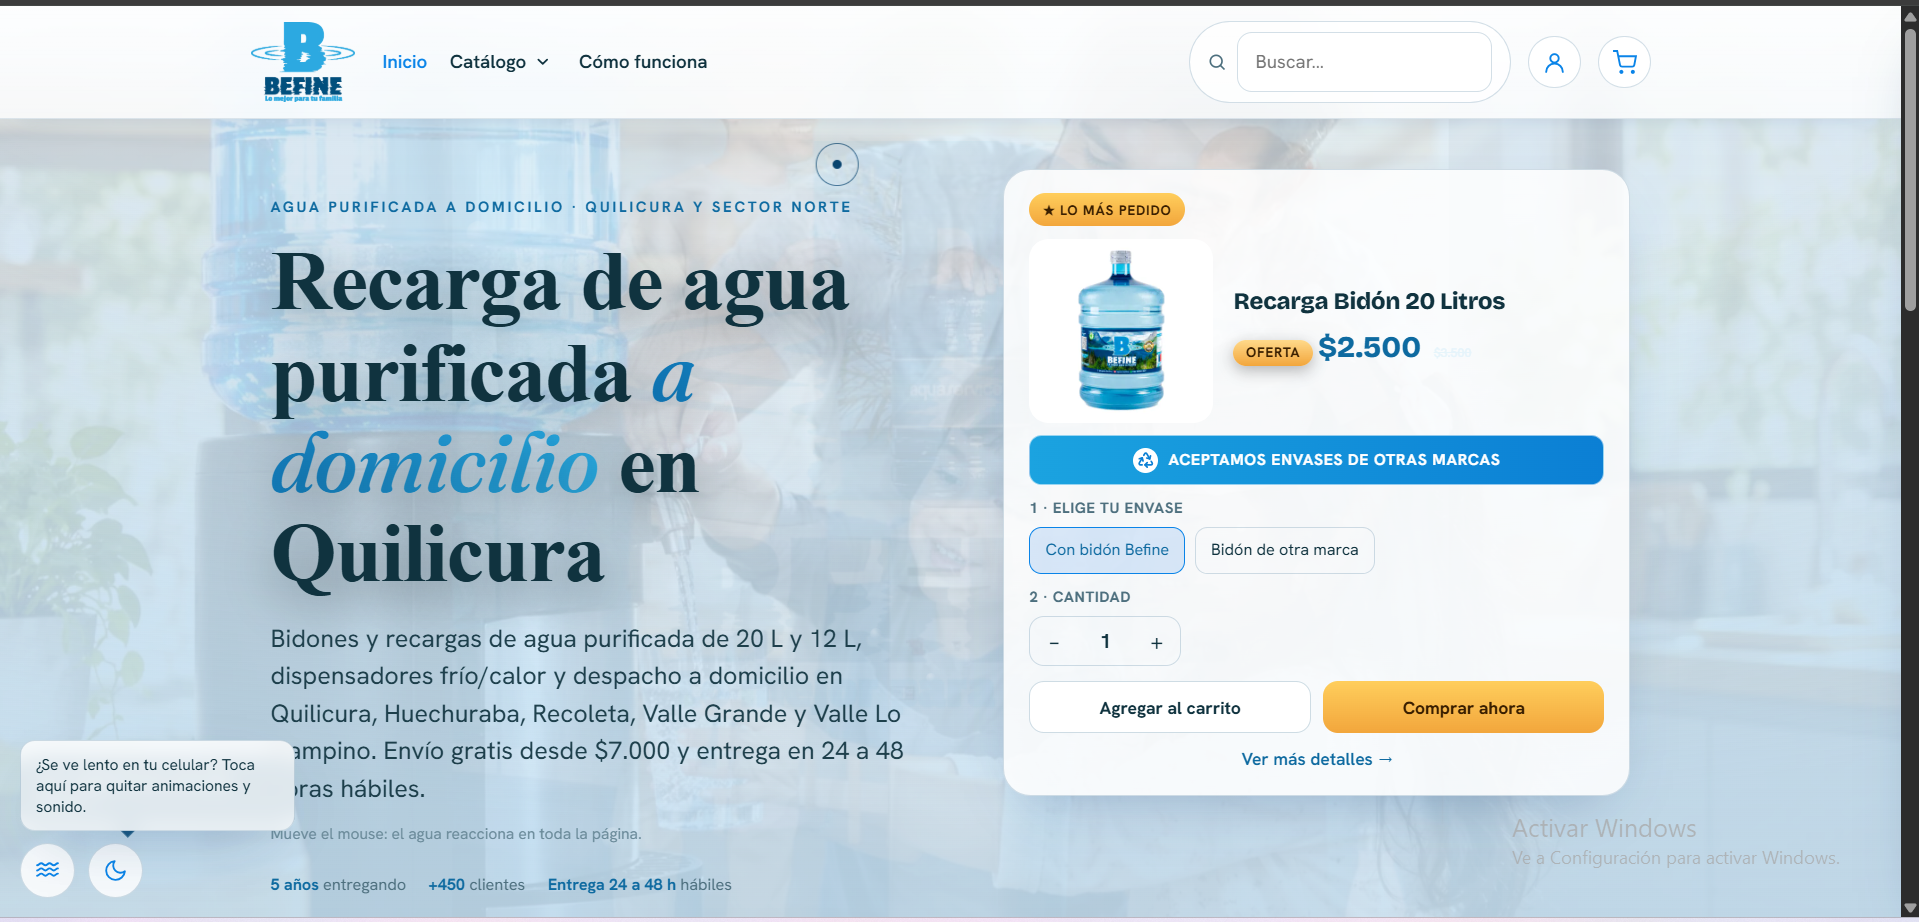 B
BEFINE
Lo mejor para tu familia
Inicio
Catálogo
Cómo funciona
Buscar...
AGUA PURIFICADA A DOMICILIO · QUILICURA Y SECTOR NORTE
Recarga de agua
purificada a
domicilio en
Quilicura
Bidones y recargas de agua purificada de 20 L y 12 L,
dispensadores frío/calor y despacho a domicilio en
Quilicura, Huechuraba, Recoleta, Valle Grande y Valle Lo
ampino. Envío gratis desde $7.000 y entrega en 24 a 48
oras hábiles.
Mueve el mouse: el agua reacciona en toda la página.
5 años entregando
+450 clientes
Entrega 24 a 48 h hábiles
¿Se ve lento en tu celular? Toca
aquí para quitar animaciones y
sonido.
★ LO MÁS PEDIDO
B
BEFINE
Recarga Bidón 20 Litros
OFERTA $2.500 $3.500
ACEPTAMOS ENVASES DE OTRAS MARCAS
1 · ELIGE TU ENVASE
Con bidón Befine
Bidón de otra marca
2 · CANTIDAD
− 1 +
Agregar al carrito
Comprar ahora
Ver más detalles →
Activar Windows
Ve a Configuración para activar Windows.